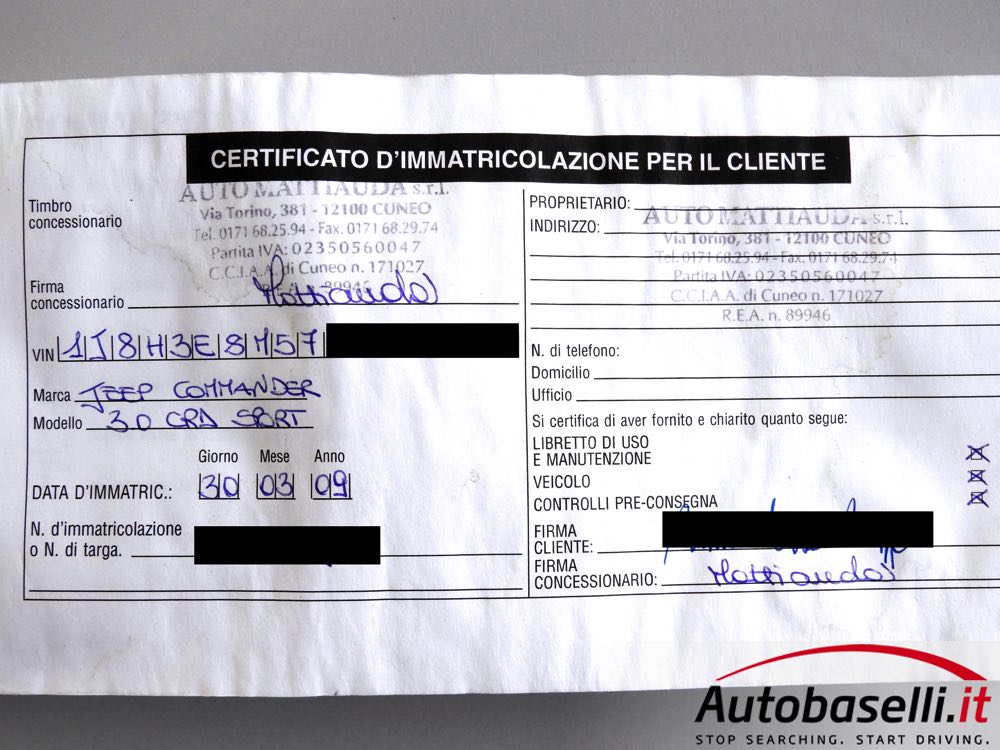 CERTIFICATO D'IMMATRICOLAZIONE PER IL CLIENTE
Timbro
concessionario
AUTO MATTIAUDA s.r.l.
Via Torino, 381 - 12100 CUNEO
Tel. 0171 68.25.94 - Fax. 0171 68.29.74
Partita IVA: 02350560047
C.C.I.A.A. di Cuneo n. 171027
R.E.A. n. 89946
Firma
concessionario Mattiauda
VIN 1J8H3E8M57
Marca JEEP COMMANDER
Modello 3.0 CRD SPORT
Giorno Mese Anno
DATA D'IMMATRIC.: 30 03 09
N. d'immatricolazione
o N. di targa.
PROPRIETARIO:
INDIRIZZO:
AUTO MATTIAUDA s.r.l.
Via Torino, 381 - 12100 CUNEO
Tel. 0171 68.25.94 - Fax. 0171 68.29.74
Partita IVA: 02350560047
C.C.I.A.A. di Cuneo n. 171027
R.E.A. n. 89946
N. di telefono:
Domicilio
Ufficio
Si certifica di aver fornito e chiarito quanto segue:
LIBRETTO DI USO
E MANUTENZIONE
VEICOLO
CONTROLLI PRE-CONSEGNA
FIRMA
CLIENTE:
FIRMA
CONCESSIONARIO: Mattiauda
Autobaselli.it
STOP SEARCHING. START DRIVING.